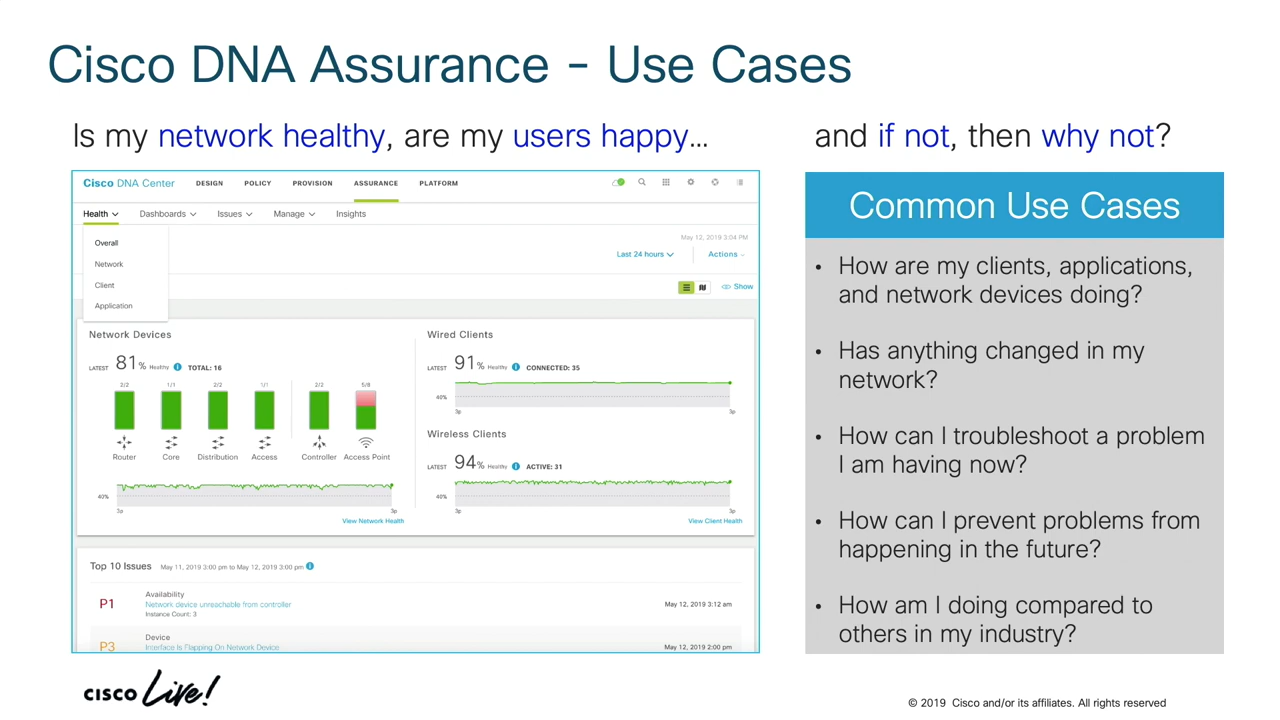 Cisco DNA Assurance - Use Cases
Is my network healthy, are my users happy...
and if not, then why not?
Cisco DNA Center
DESIGN
POLICY
PROVISION
ASSURANCE
PLATFORM
Health
Dashboards
Issues
Manage
Insights
Overall
Network
Client
Application
May 12, 2019 3:04 PM
Last 24 hours
Actions
Show
Network Devices
LATEST 81% Healthy TOTAL: 16
2/2 1/1 2/2 1/1 2/2 5/8
Router Core Distribution Access Controller Access Point
40%
3p 3p
View Network Health
Wired Clients
LATEST 91% Healthy CONNECTED: 35
40%
3p 3p
Wireless Clients
LATEST 94% Healthy ACTIVE: 31
40%
3p 3p
View Client Health
Top 10 Issues May 11, 2019 3:00 pm to May 12, 2019 3:00 pm
P1
Availability
Network device unreachable from controller
Instance Count: 3
May 12, 2019 3:12 am
P3
Device
Interface Is Flapping On Network Device
May 12, 2019 2:00 pm
Common Use Cases
• How are my clients, applications,
and network devices doing?
• Has anything changed in my
network?
• How can I troubleshoot a problem
I am having now?
• How can I prevent problems from
happening in the future?
• How am I doing compared to
others in my industry?
CISCO Live!
© 2019 Cisco and/or its affiliates. All rights reserved